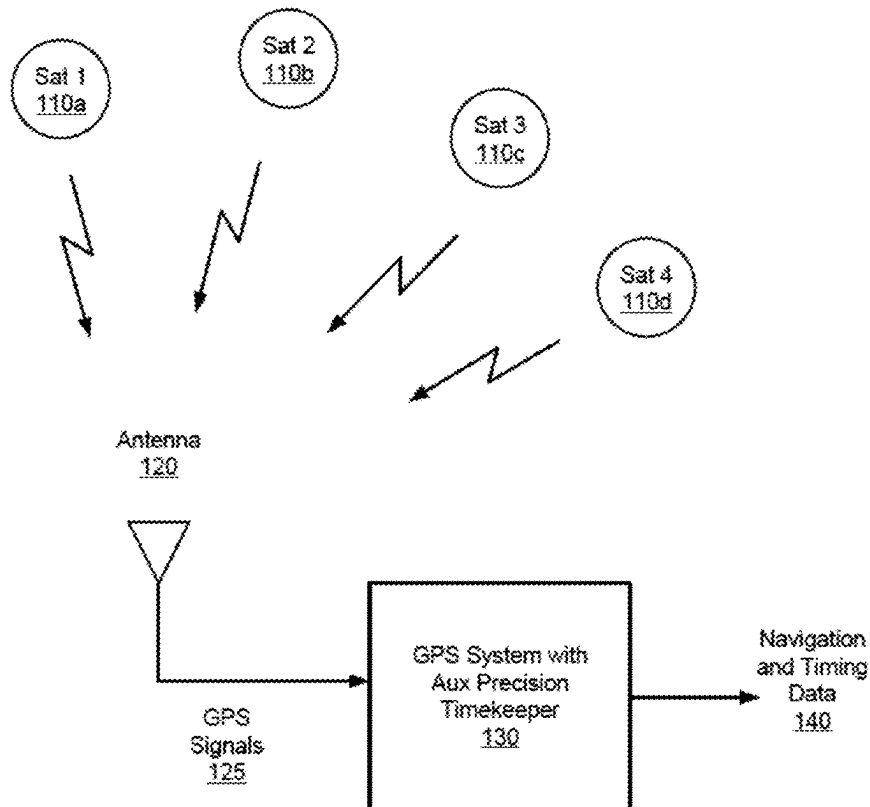 Sat 1
110a
Sat 2
110b
Sat 3
110c
Sat 4
110d
Antenna
120
GPS
Signals
125
GPS System with
Aux Precision
Timekeeper
130
Navigation
and Timing
Data
140